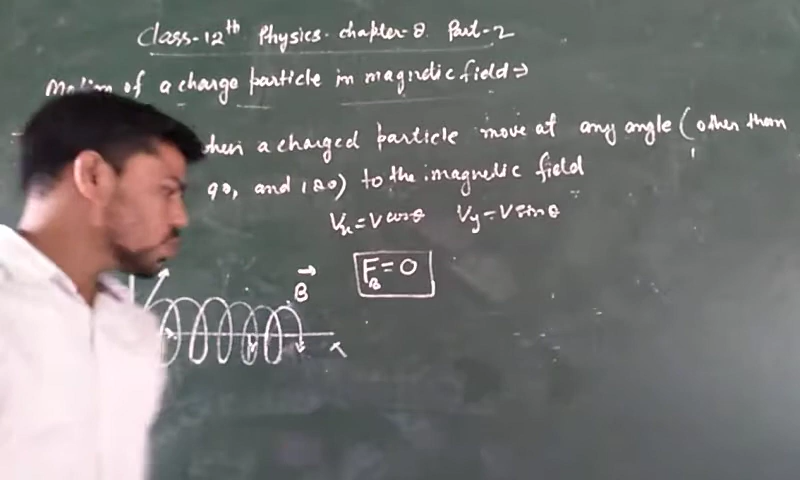 Class-12th Physics. chapter-8. Part-2
Motion of a charge particle in magnetic field ⇒
when a charged particle move at any angle (other than
90, and 180) to the magnetic field
Vx = V cosθ Vy = V sinθ
F_B = 0
B
x